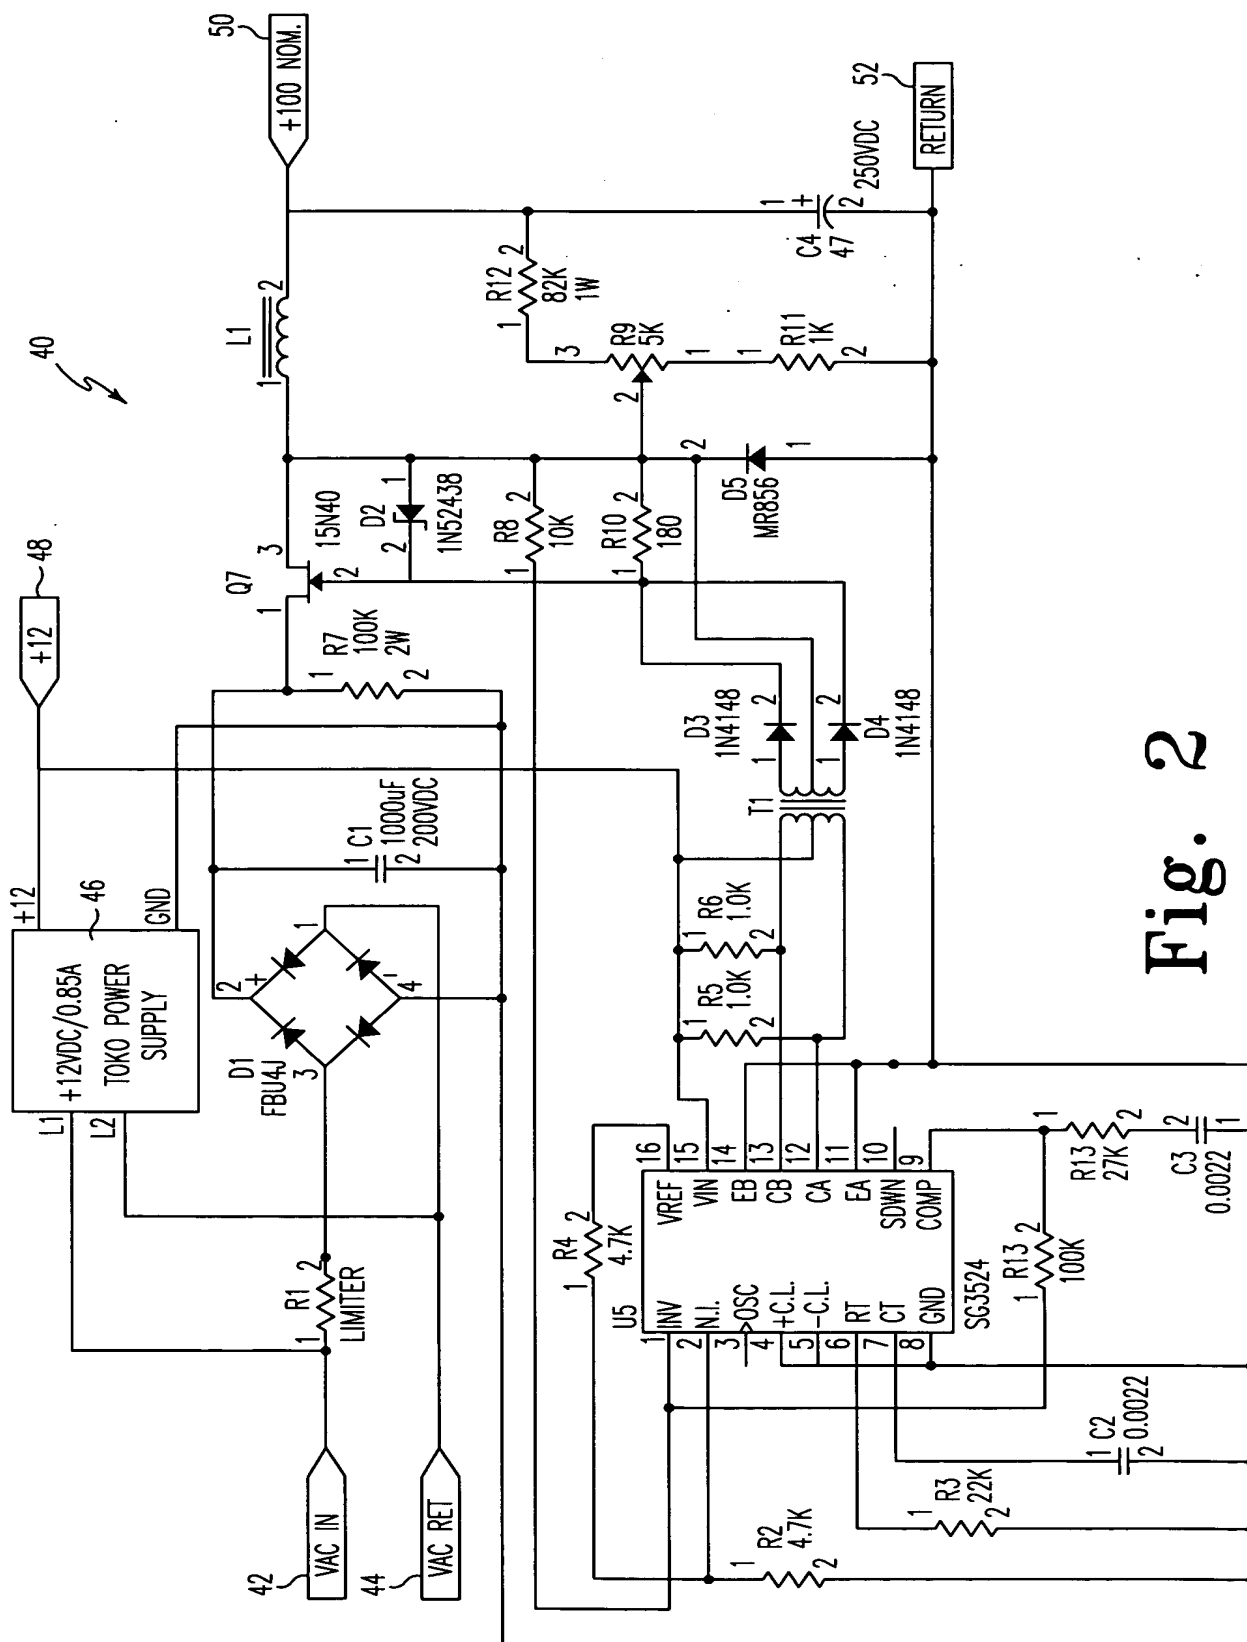 40
50
+100 NOM.
48
+12
L1
1
2
+12
GND
46
+12VDC/0.85A
TOKO POWER
SUPPLY
L1
L2
Q7
15N40
1
3
2
1
R7
100K
2W
2
D2
1
2
1N52438
1
C1
1000uF
200VDC
2
D1
FBU4J
2
+
1
-
4
3
R1
LIMITER
1
2
42
VAC IN
44
VAC RET
R8
10K
1
2
R10
180
1
2
R12
82K
1W
1
2
R9
5K
3
2
1
R11
1K
1
2
1
+
C4
47
2
250VDC
52
RETURN
D5
MR856
2
1
D3
1N4148
1
2
D4
1N4148
1
2
T1
R6
1.0K
1
2
R5
1.0K
1
2
R4
4.7K
1
2
U5
SG3524
1
INV
2
N.I.
3
OSC
4
+C.L.
5
-C.L.
6
RT
7
CT
8
GND
16
VREF
15
VIN
14
EB
13
CB
12
CA
11
EA
10
SDWN
9
COMP
R13
100K
1
2
R13
27K
1
2
C3
0.0022
2
1
C2
0.0022
1
2
R3
22K
1
2
R2
4.7K
1
2
Fig. 2